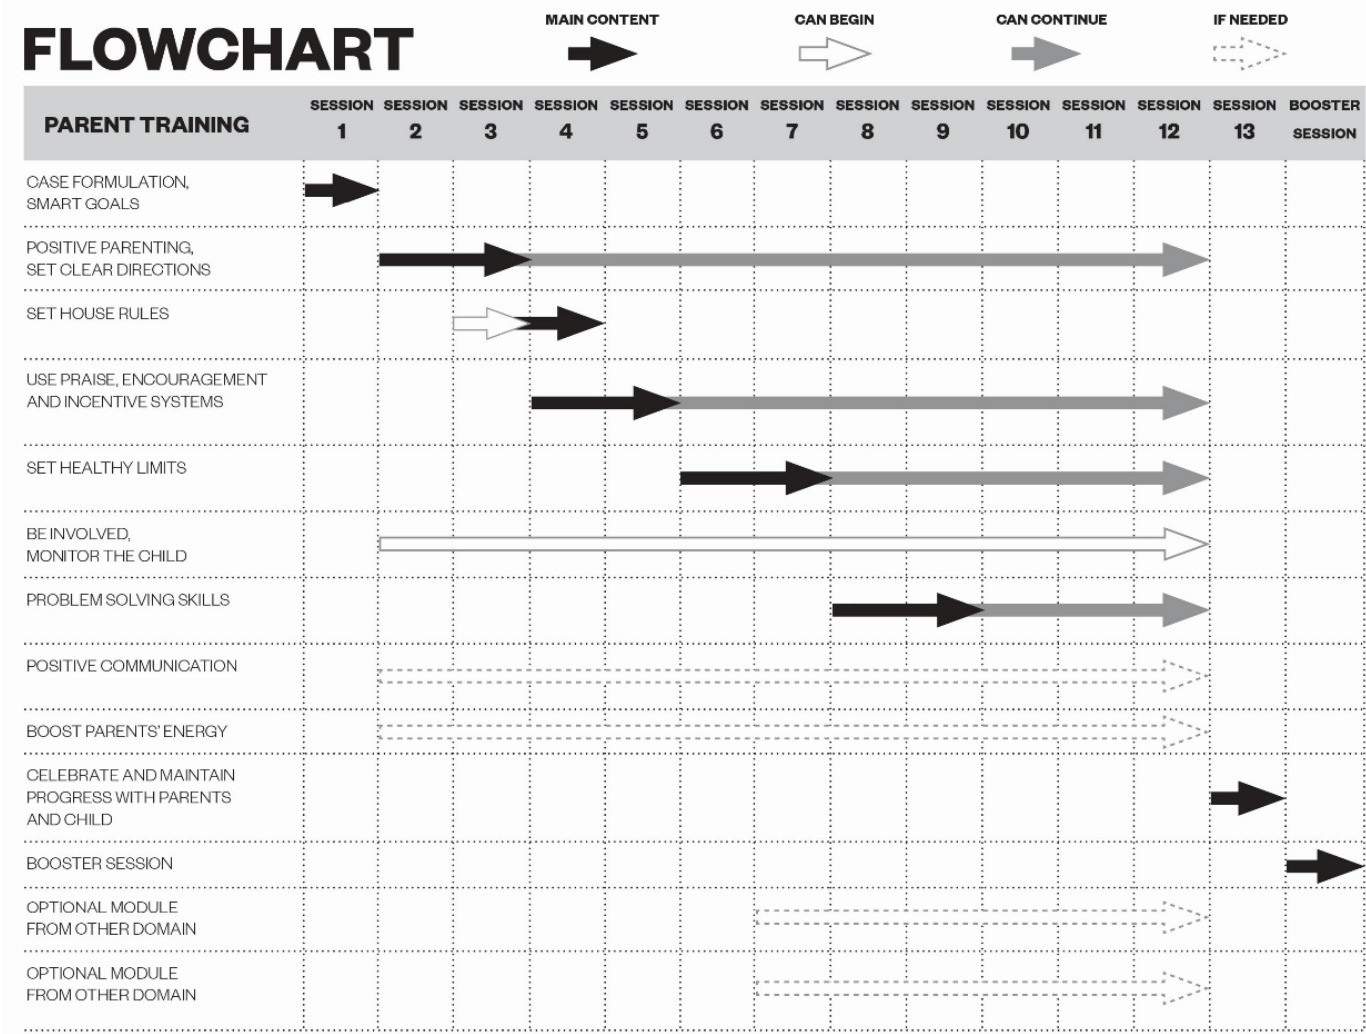 FLOWCHART
MAIN CONTENT
CAN BEGIN
CAN CONTINUE
IF NEEDED
PARENT TRAINING
SESSION 1
SESSION 2
SESSION 3
SESSION 4
SESSION 5
SESSION 6
SESSION 7
SESSION 8
SESSION 9
SESSION 10
SESSION 11
SESSION 12
SESSION 13
BOOSTER
SESSION
CASE FORMULATION,
SMART GOALS
POSITIVE PARENTING,
SET CLEAR DIRECTIONS
SET HOUSE RULES
USE PRAISE, ENCOURAGEMENT
AND INCENTIVE SYSTEMS
SET HEALTHY LIMITS
BE INVOLVED,
MONITOR THE CHILD
PROBLEM SOLVING SKILLS
POSITIVE COMMUNICATION
BOOST PARENTS' ENERGY
CELEBRATE AND MAINTAIN
PROGRESS WITH PARENTS
AND CHILD
BOOSTER SESSION
OPTIONAL MODULE
FROM OTHER DOMAIN
OPTIONAL MODULE
FROM OTHER DOMAIN